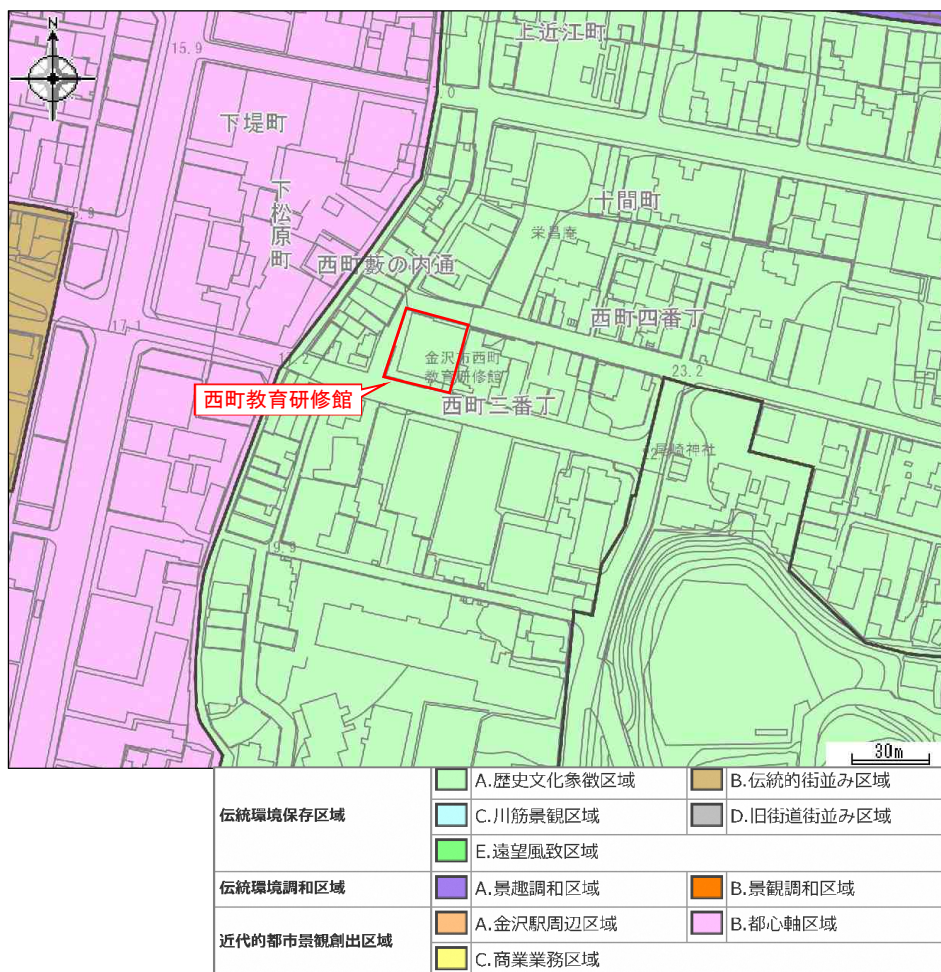 N
15.9
上近江町
下堤町
下松原町
十間町
栄昌庵
西町藪の内通
西町四番丁
17.1
金沢市西町
教育研修館
23.2
西町教育研修館
西町三番丁
尾崎神社
9.9
30m
伝統環境保存区域
A.歴史文化象徴区域
B.伝統的街並み区域
C.川筋景観区域
D.旧街道街並み区域
E.遠望風致区域
伝統環境調和区域
A.景趣調和区域
B.景観調和区域
近代的都市景観創出区域
A.金沢駅周辺区域
B.都心軸区域
C.商業業務区域